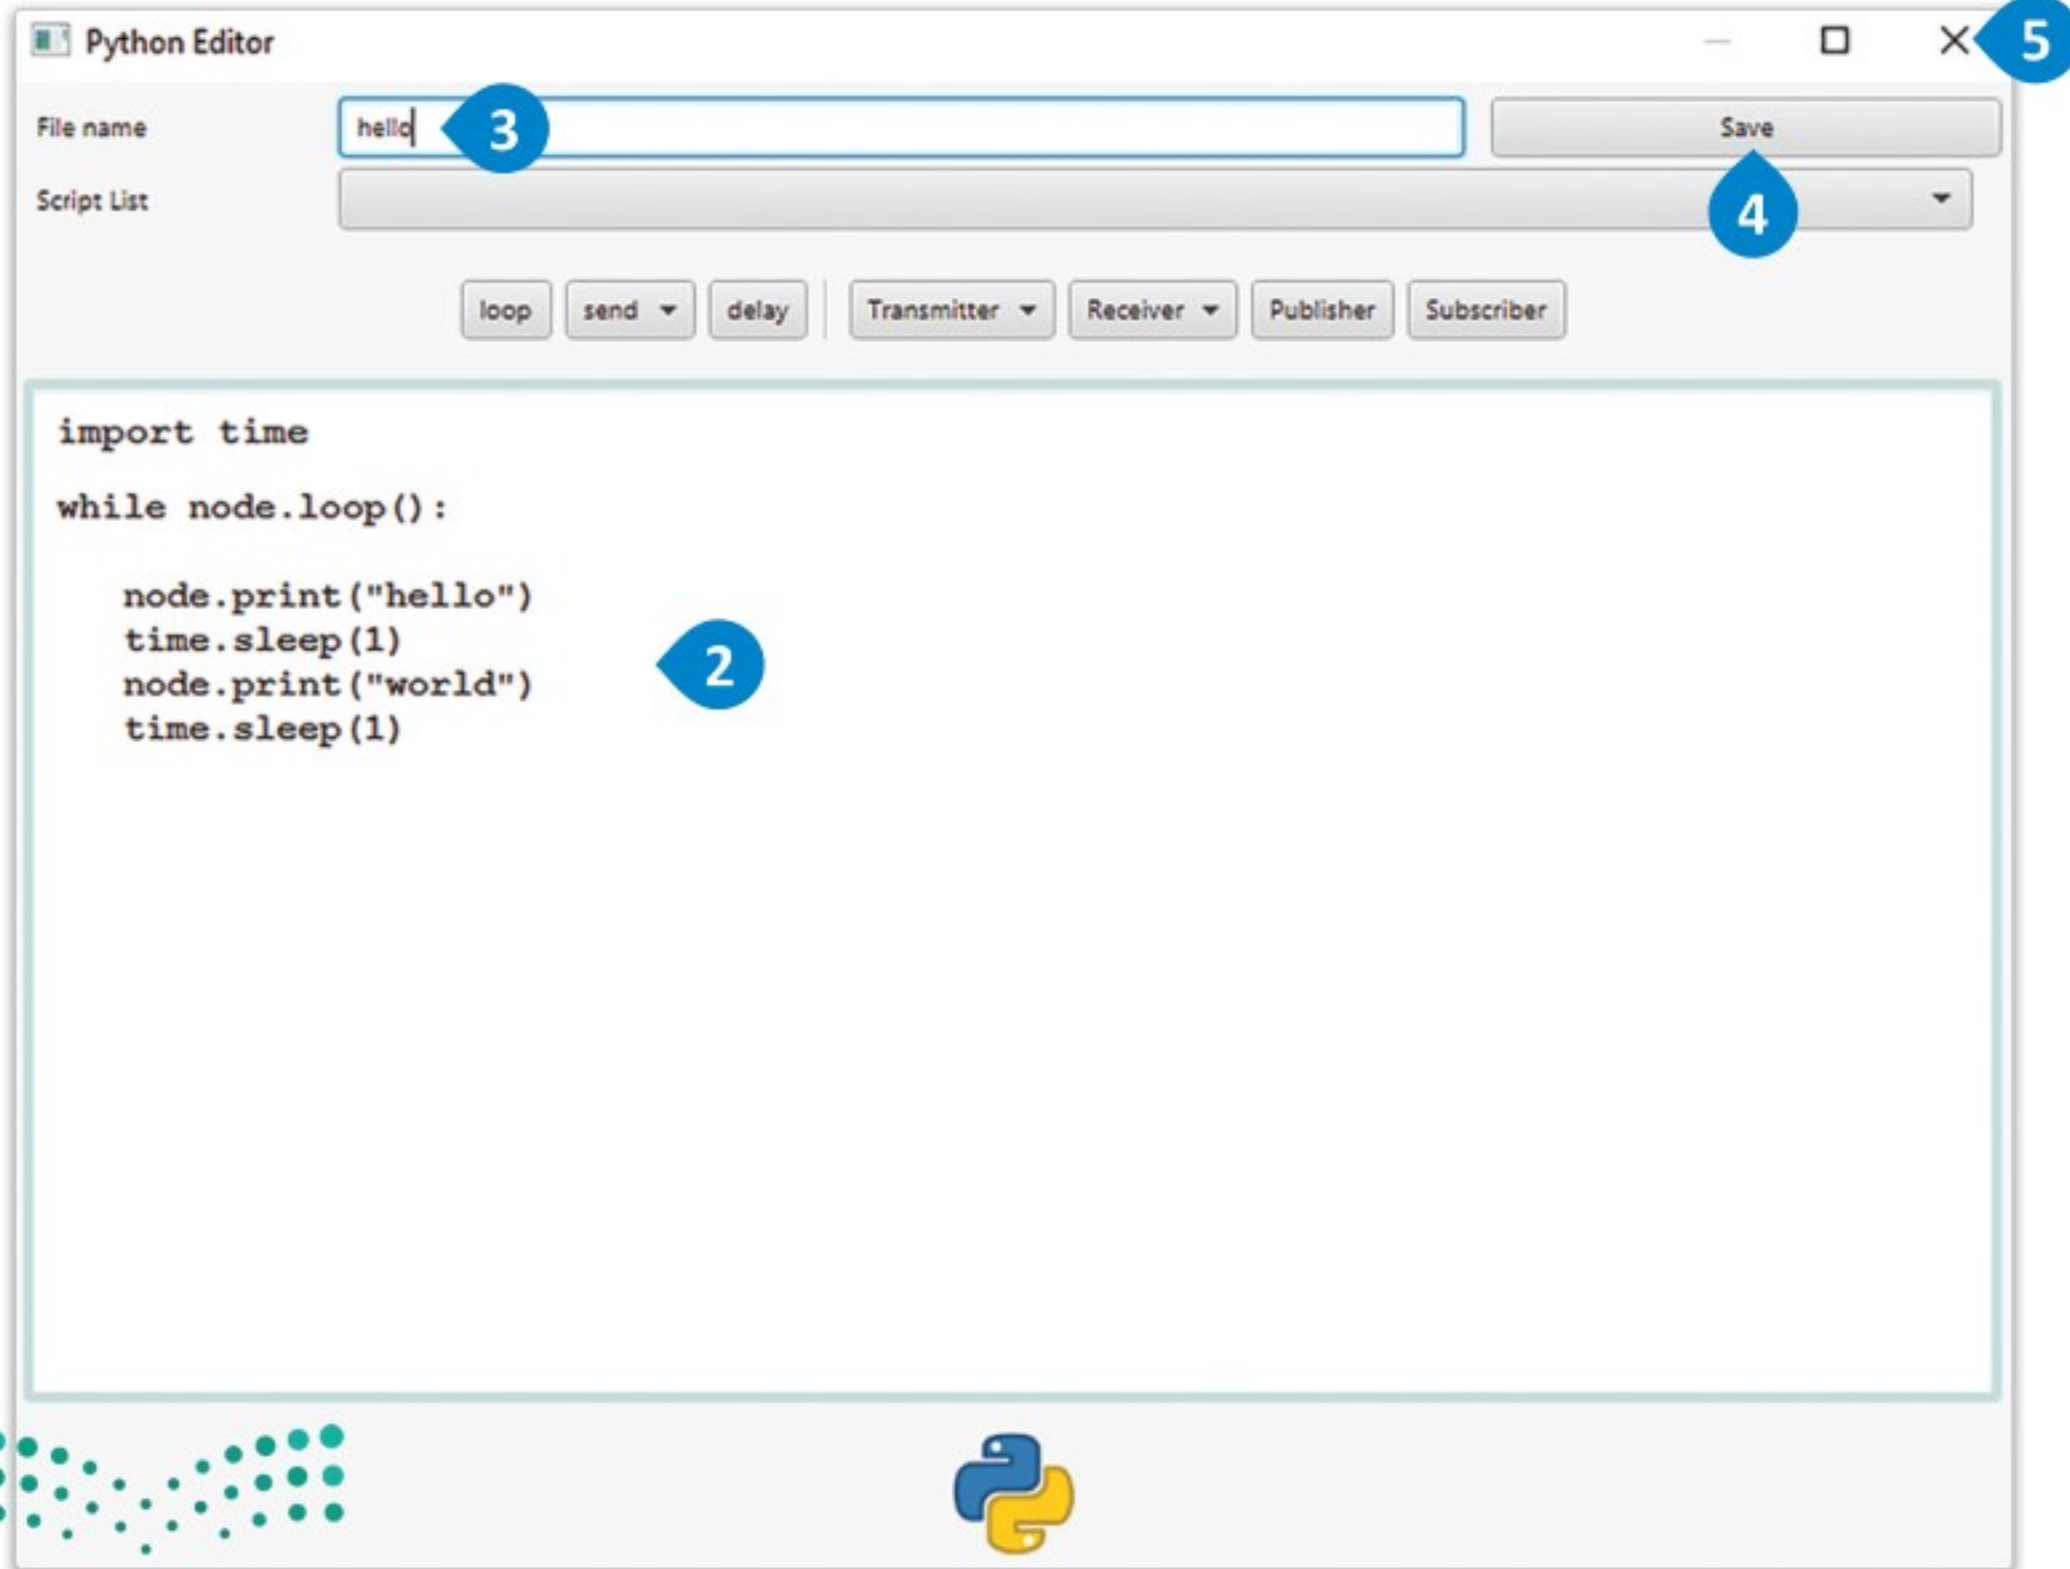 Python Editor
5
File name
hello
3
Save
Script List
4
loop
send
delay
Transmitter
Receiver
Publisher
Subscriber
import time
while node.loop():
node.print("hello")
time.sleep(1)
2
node.print("world")
time.sleep(1)